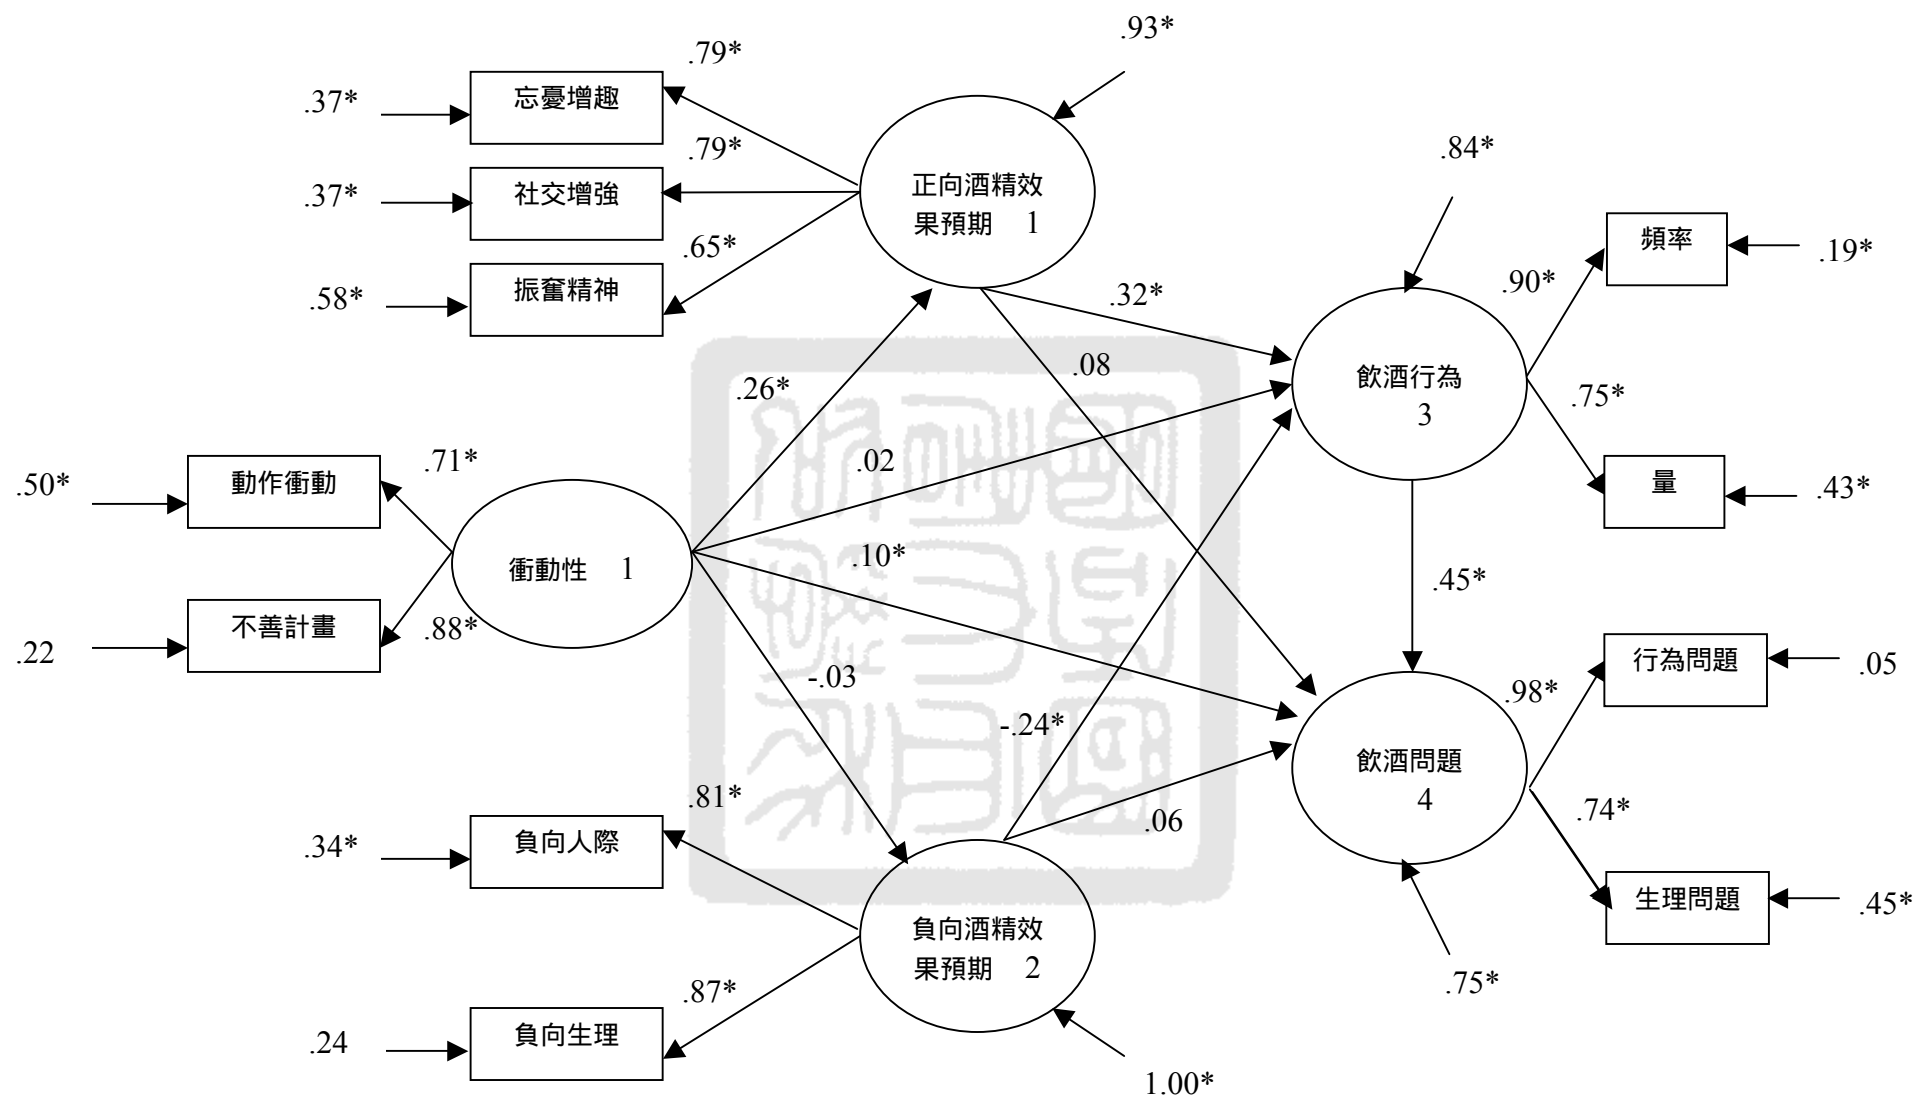 .93*
.79*
忘憂增趣
.37*
.79*
.84*
社交增強
.37*
正向酒精效
果預期 1
頻率
.19*
.65*
.90*
振奮精神
.58*
.32*
.08
飲酒行為
3
.26*
.75*
.02
.71*
動作衝動
.50*
量
.43*
.10*
衝動性 1
.45*
不善計畫
.22
.88*
行為問題
.05
-.03
.98*
-.24*
飲酒問題
4
.81*
.74*
.06
負向人際
.34*
生理問題
.45*
負向酒精效
果預期 2
.87*
.75*
負向生理
.24
1.00*